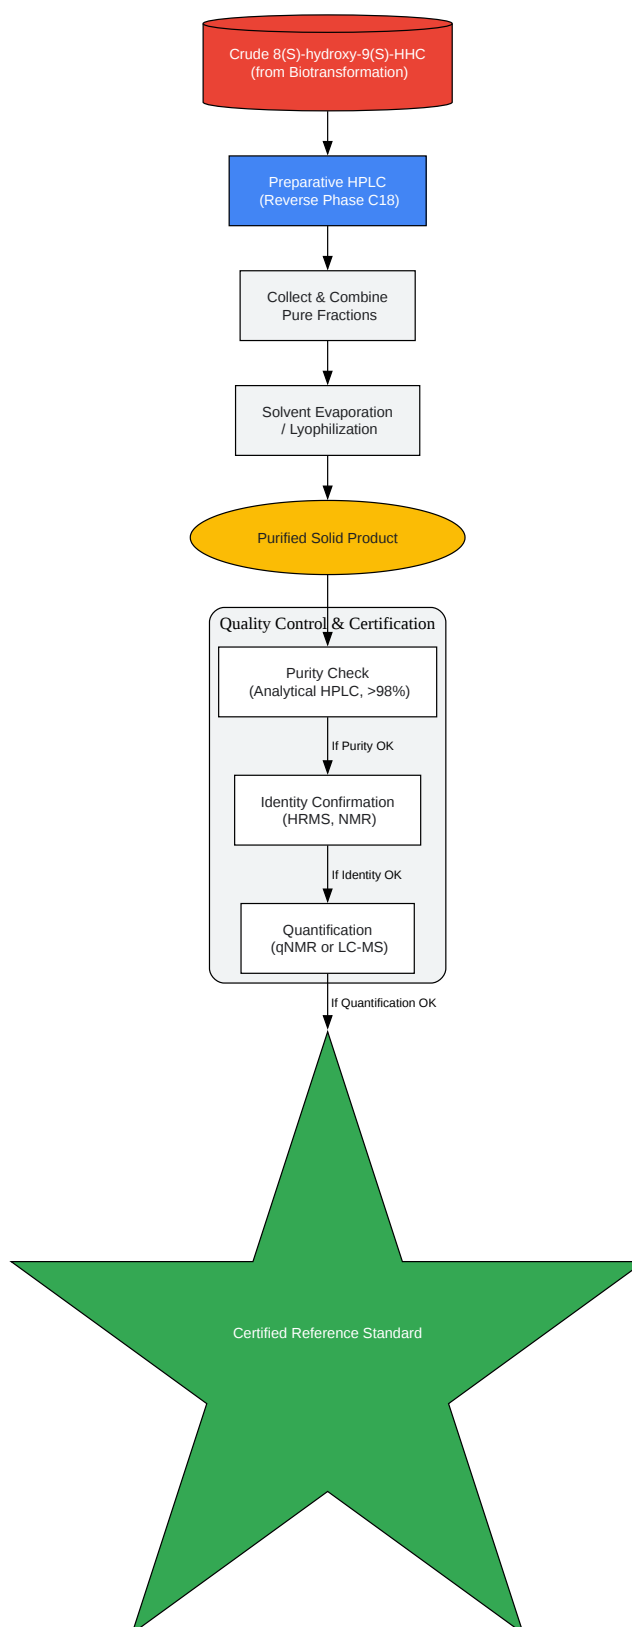 Crude 8(S)-hydroxy-9(S)-HHC
(from Biotransformation)
Preparative HPLC
(Reverse Phase C18)
Collect & Combine
Pure Fractions
Solvent Evaporation
/ Lyophilization
Purified Solid Product
Quality Control & Certification
Purity Check
(Analytical HPLC, >98%)
If Purity OK
Identity Confirmation
(HRMS, NMR)
If Identity OK
Quantification
(qNMR or LC-MS)
If Quantification OK
Certified Reference Standard